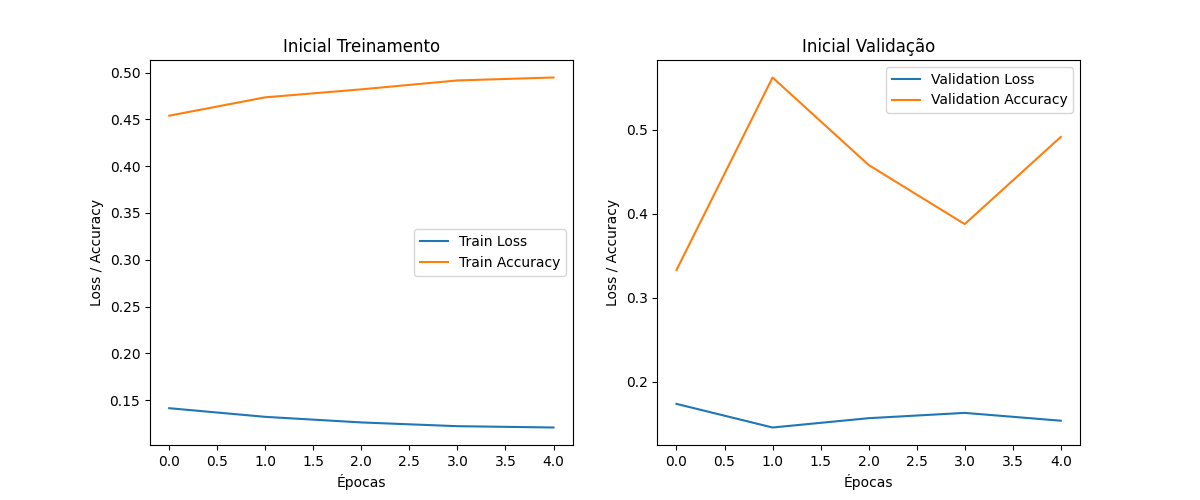 Inicial Treinamento
Loss / Accuracy
0.50
0.45
0.40
0.35
0.30
0.25
0.20
0.15
Train Loss
Train Accuracy
0.0 0.5 1.0 1.5 2.0 2.5 3.0 3.5 4.0
Épocas
Inicial Validação
Loss / Accuracy
0.5
0.4
0.3
0.2
Validation Loss
Validation Accuracy
0.0 0.5 1.0 1.5 2.0 2.5 3.0 3.5 4.0
Épocas